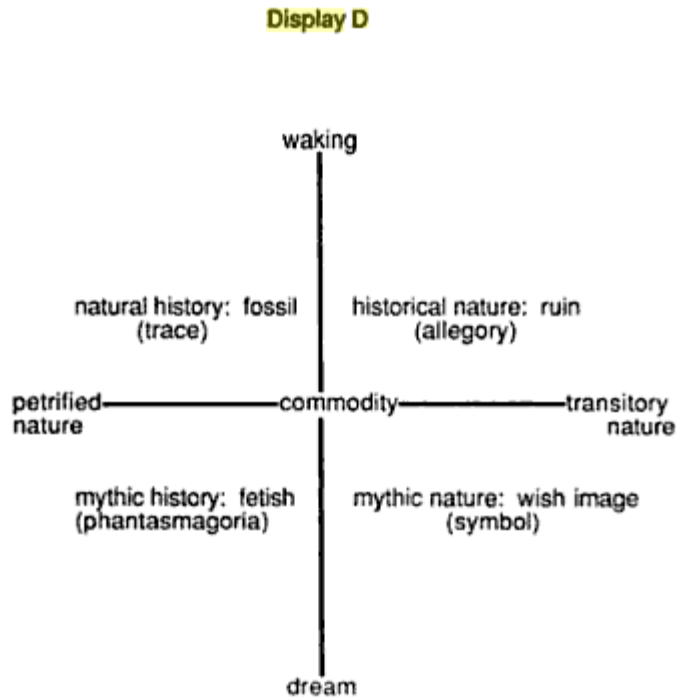 Display D
waking
natural history: fossil
(trace)
historical nature: ruin
(allegory)
petrified
nature
commodity
transitory
nature
mythic history: fetish
(phantasmagoria)
mythic nature: wish image
(symbol)
dream